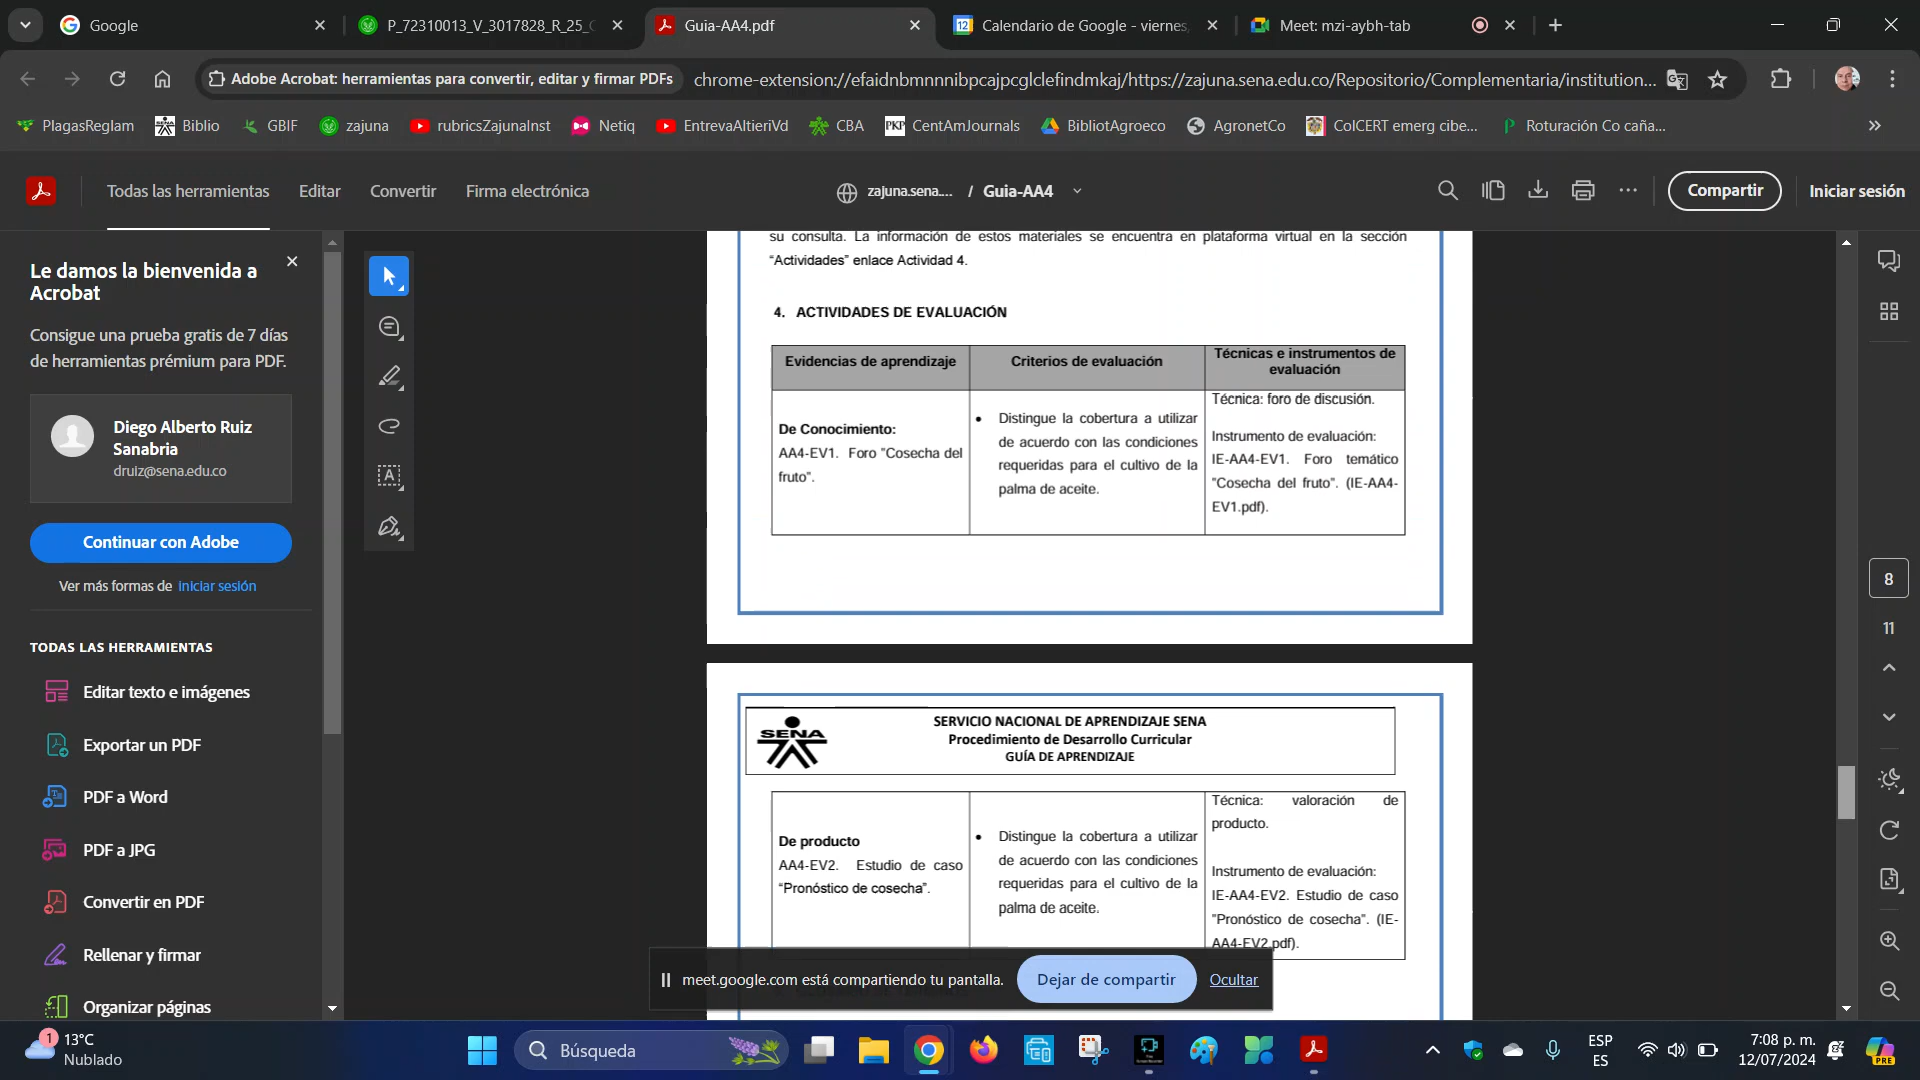 Google
P_72310013_V_3017828_R_25_C
Guia-AA4.pdf
Calendario de Google - viernes,
Meet: mzi-aybh-tab
Adobe Acrobat: herramientas para convertir, editar y firmar PDFs
chrome-extension://efaidnbmnnnibpcajpcglclefindmkaj/https://zajuna.sena.edu.co/Repositorio/Complementaria/institution...
PlagasReglam
Biblio
GBIF
zajuna
rubricsZajunaInst
Netiq
EntrevaAltieriVd
CBA
CentAmJournals
BibliotAgroeco
AgronetCo
ColCERT emerg cibe...
Roturación Co caña...
Todas las herramientas
Editar
Convertir
Firma electrónica
zajuna.sena....
/ Guia-AA4
Compartir
Iniciar sesión
Le damos la bienvenida a
Acrobat
Consigue una prueba gratis de 7 días
de herramientas prémium para PDF.
Diego Alberto Ruiz
Sanabria
druiz@sena.edu.co
Continuar con Adobe
Ver más formas de iniciar sesión
TODAS LAS HERRAMIENTAS
Editar texto e imágenes
Exportar un PDF
PDF a Word
PDF a JPG
Convertir en PDF
Rellenar y firmar
Organizar páginas
su consulta. La información de estos materiales se encuentra en plataforma virtual en la sección
“Actividades” enlace Actividad 4.
4. ACTIVIDADES DE EVALUACIÓN
Evidencias de aprendizaje
Criterios de evaluación
Técnicas e instrumentos de
evaluación
De Conocimiento:
AA4-EV1. Foro "Cosecha del
fruto".
• Distingue la cobertura a utilizar
de acuerdo con las condiciones
requeridas para el cultivo de la
palma de aceite.
Técnica: foro de discusión.
Instrumento de evaluación:
IE-AA4-EV1. Foro temático
"Cosecha del fruto". (IE-AA4-
EV1.pdf).
SENA
SERVICIO NACIONAL DE APRENDIZAJE SENA
Procedimiento de Desarrollo Curricular
GUÍA DE APRENDIZAJE
De producto
AA4-EV2. Estudio de caso
“Pronóstico de cosecha”.
• Distingue la cobertura a utilizar
de acuerdo con las condiciones
requeridas para el cultivo de la
palma de aceite.
Técnica: valoración de
producto.
Instrumento de evaluación:
IE-AA4-EV2. Estudio de caso
"Pronóstico de cosecha". (IE-
AA4-EV2.pdf).
8
11
meet.google.com está compartiendo tu pantalla.
Dejar de compartir
Ocultar
1
13°C
Nublado
Búsqueda
ESP
ES
7:08 p. m.
12/07/2024
PRE